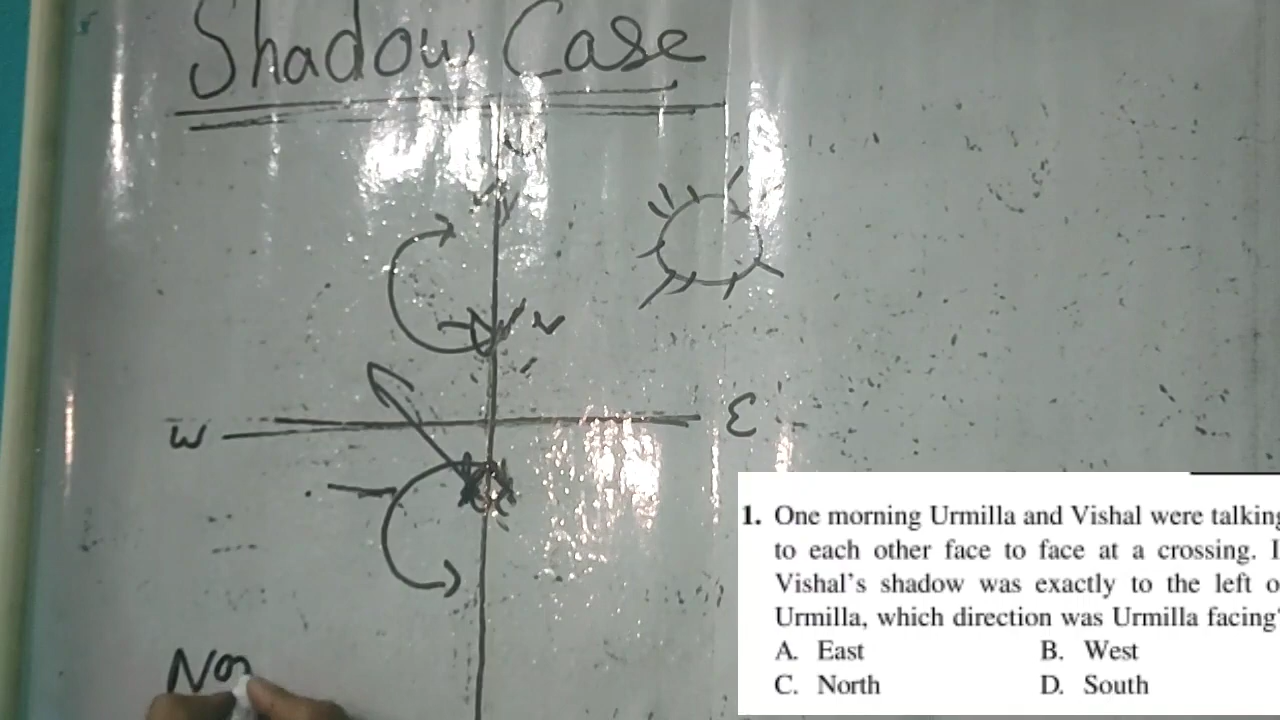 Shadow Case
V
W
E
Nor
1. One morning Urmilla and Vishal were talking
to each other face to face at a crossing. I
Vishal's shadow was exactly to the left o
Urmilla, which direction was Urmilla facing?
A. East B. West
C. North D. South